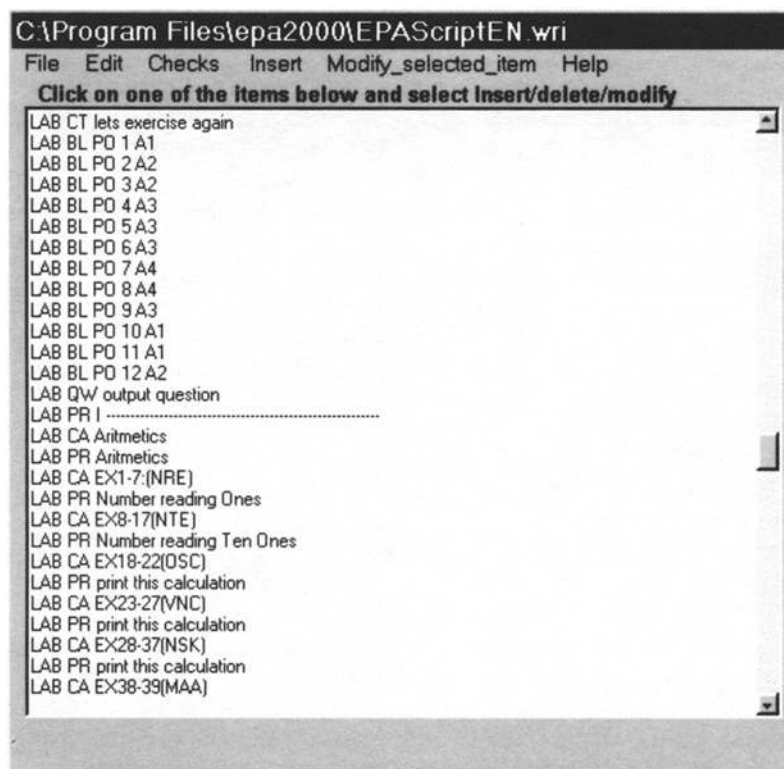 C:\Program Files\epa2000\EPAScriptEN.wri
File Edit Checks Insert Modify_selected_item Help
Click on one of the items below and select Insert/delete/modify
LAB CT lets exercise again
LAB BL PO 1 A1
LAB BL PO 2 A2
LAB BL PO 3 A2
LAB BL PO 4 A3
LAB BL PO 5 A3
LAB BL PO 6 A3
LAB BL PO 7 A4
LAB BL PO 8 A4
LAB BL PO 9 A3
LAB BL PO 10 A1
LAB BL PO 11 A1
LAB BL PO 12 A2
LAB QW output question
LAB PR I ----------------------------------------------------
LAB CA Aritmetics
LAB PR Aritmetics
LAB CA EX1-7:(NRE)
LAB PR Number reading Ones
LAB CA EX8-17(NTE)
LAB PR Number reading Ten Ones
LAB CA EX18-22(OSC)
LAB PR print this calculation
LAB CA EX23-27(VNC)
LAB PR print this calculation
LAB CA EX28-37(NSK)
LAB PR print this calculation
LAB CA EX38-39(MAA)